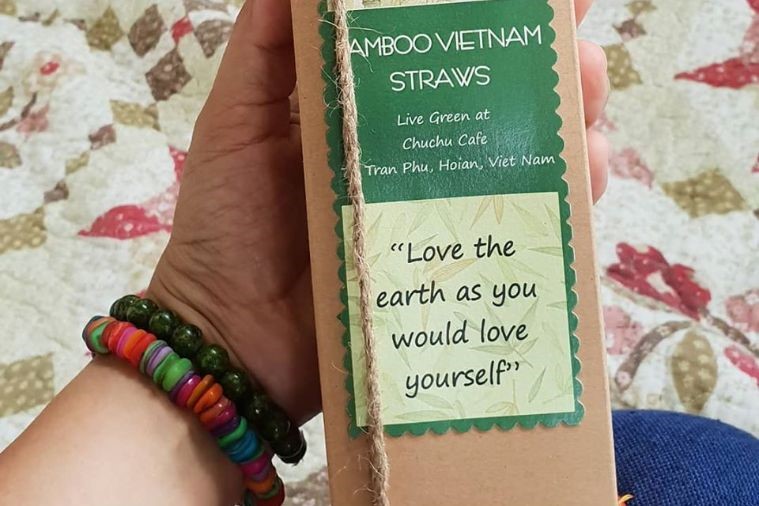 AMBOO VIETNAM
STRAWS
Live Green at
Chuchu Cafe
Tran Phu, Hoian, Viet Nam
“Love the
earth as you
would love
yourself”